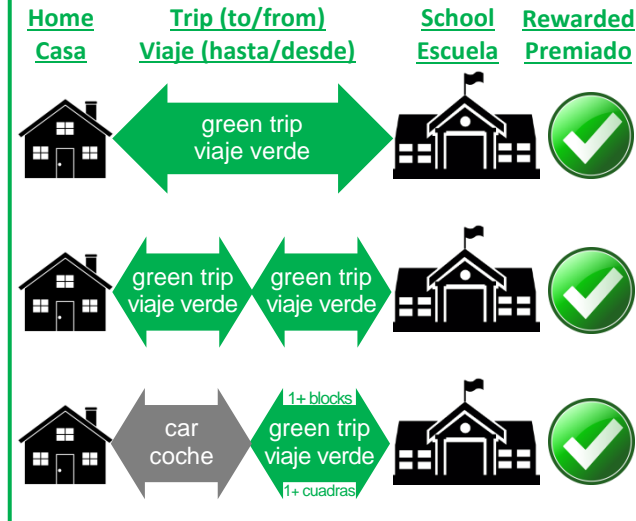 Home Trip (to/from) School Rewarded
Casa Viaje (hasta/desde) Escuela Premiado
green trip
viaje verde
green trip green trip
viaje verde viaje verde
1+ blocks
car green trip
coche viaje verde
1+ cuadras